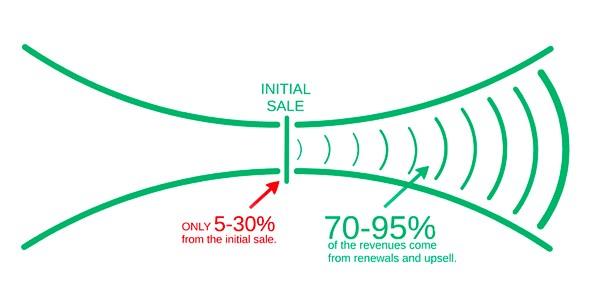 INITIAL
SALE
ONLY 5-30%
from the initial sale.
70-95%
of the revenues come
from renewals and upsell.